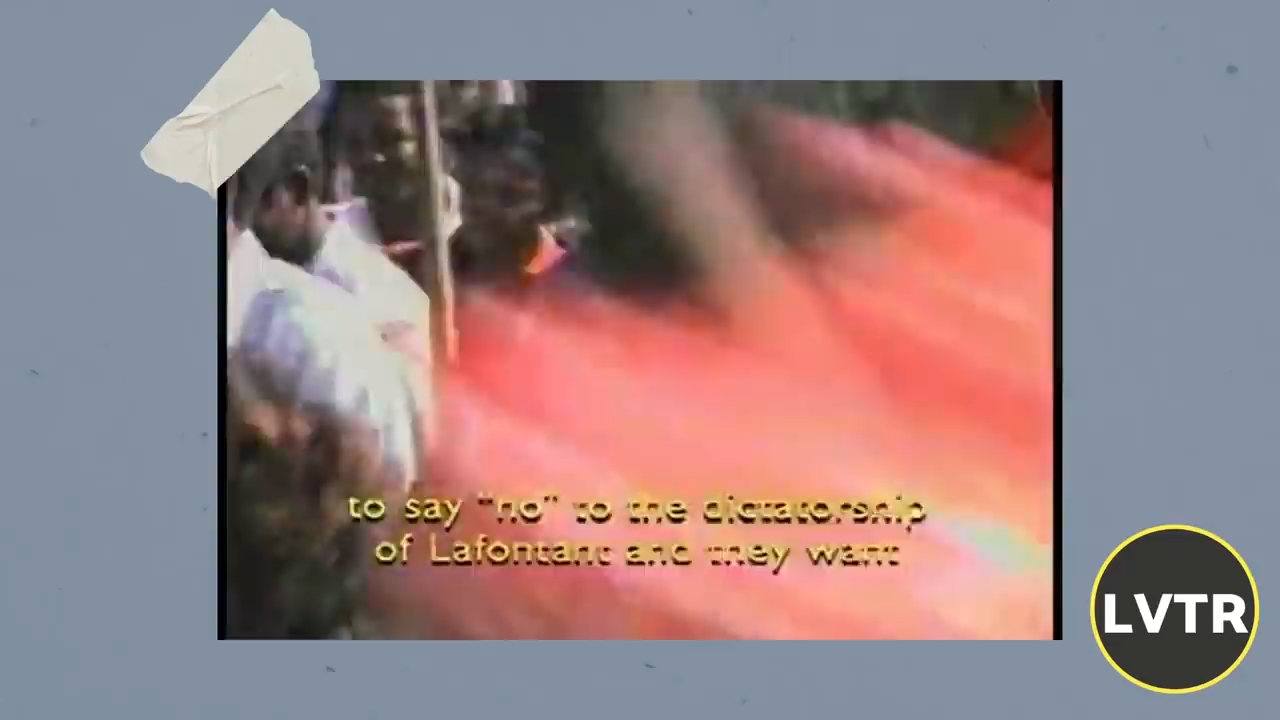 to say "no" to the dictatorship
of Lafontant and they want
LVTR